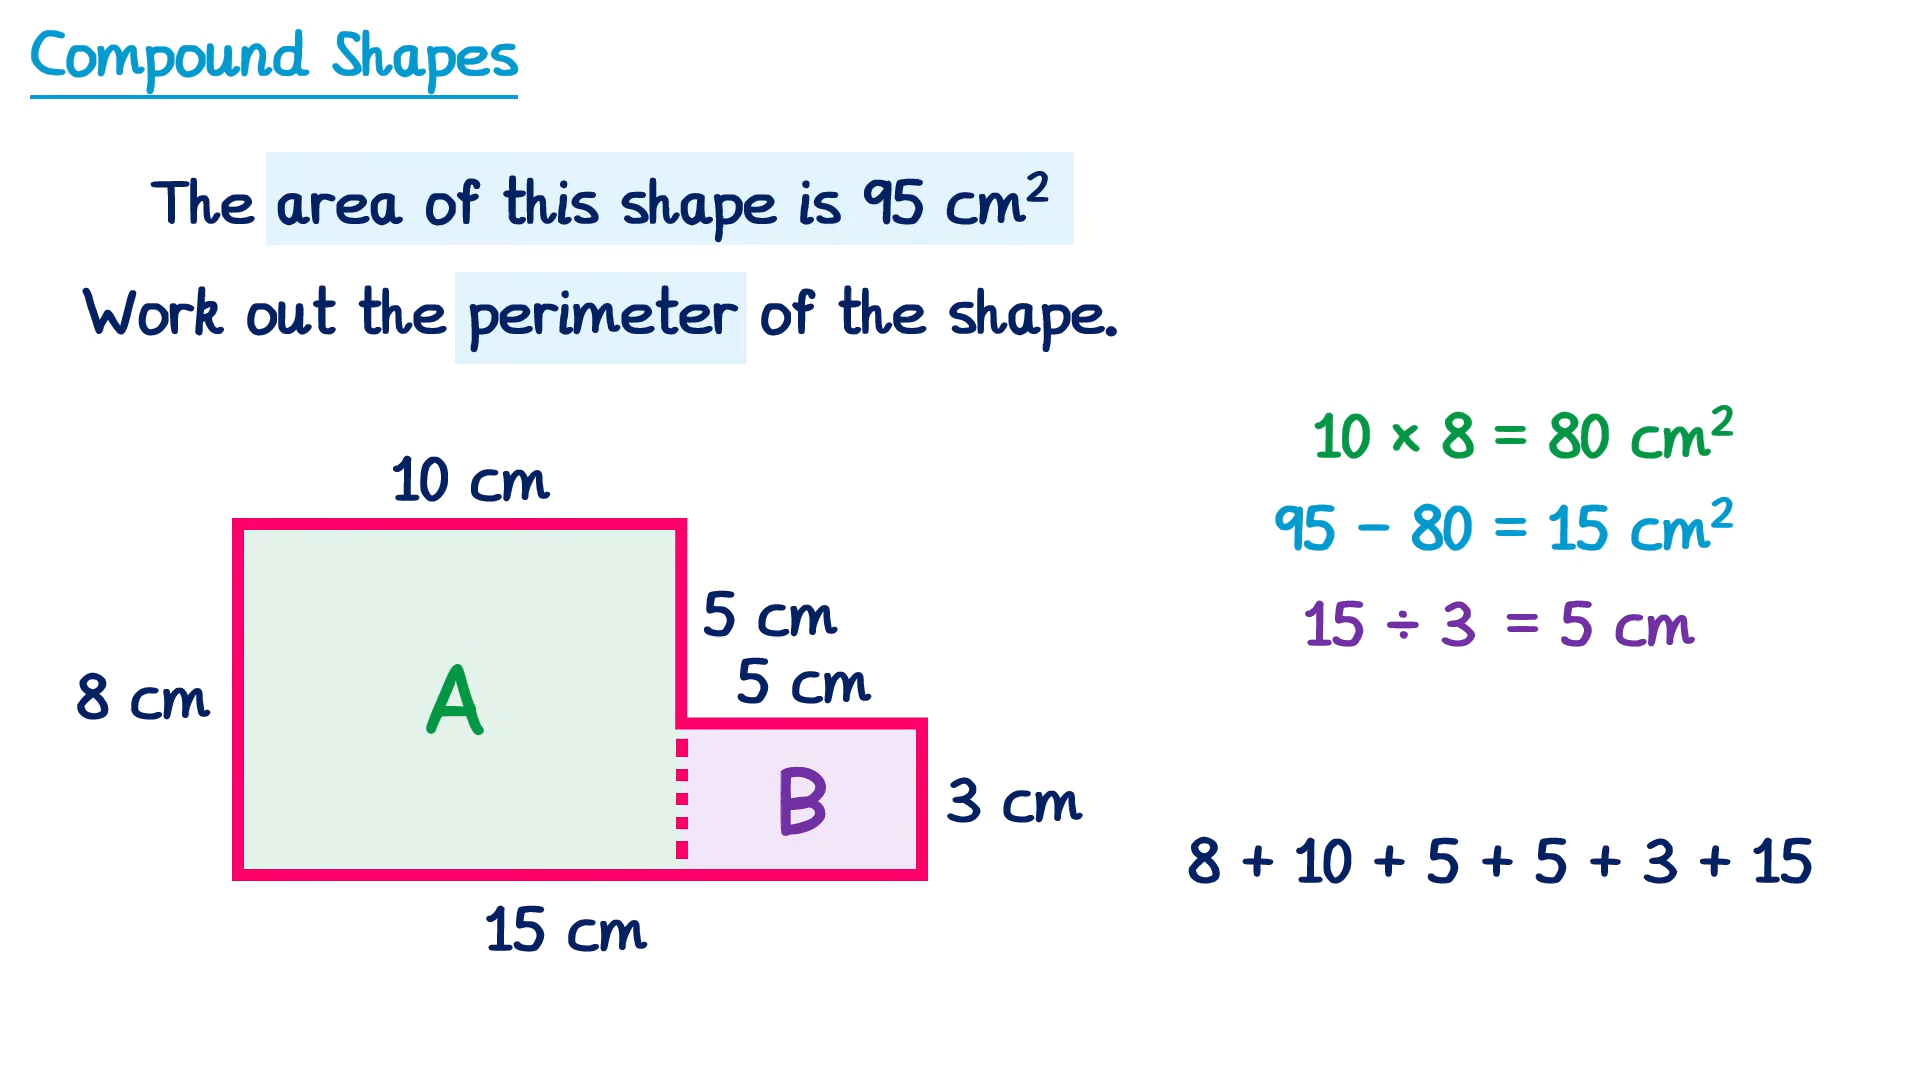 Compound Shapes
The area of this shape is 95 cm²
Work out the perimeter of the shape.
10 × 8 = 80 cm²
95 − 80 = 15 cm²
15 ÷ 3 = 5 cm
10 cm
5 cm
5 cm
8 cm
A
B
3 cm
15 cm
8 + 10 + 5 + 5 + 3 + 15